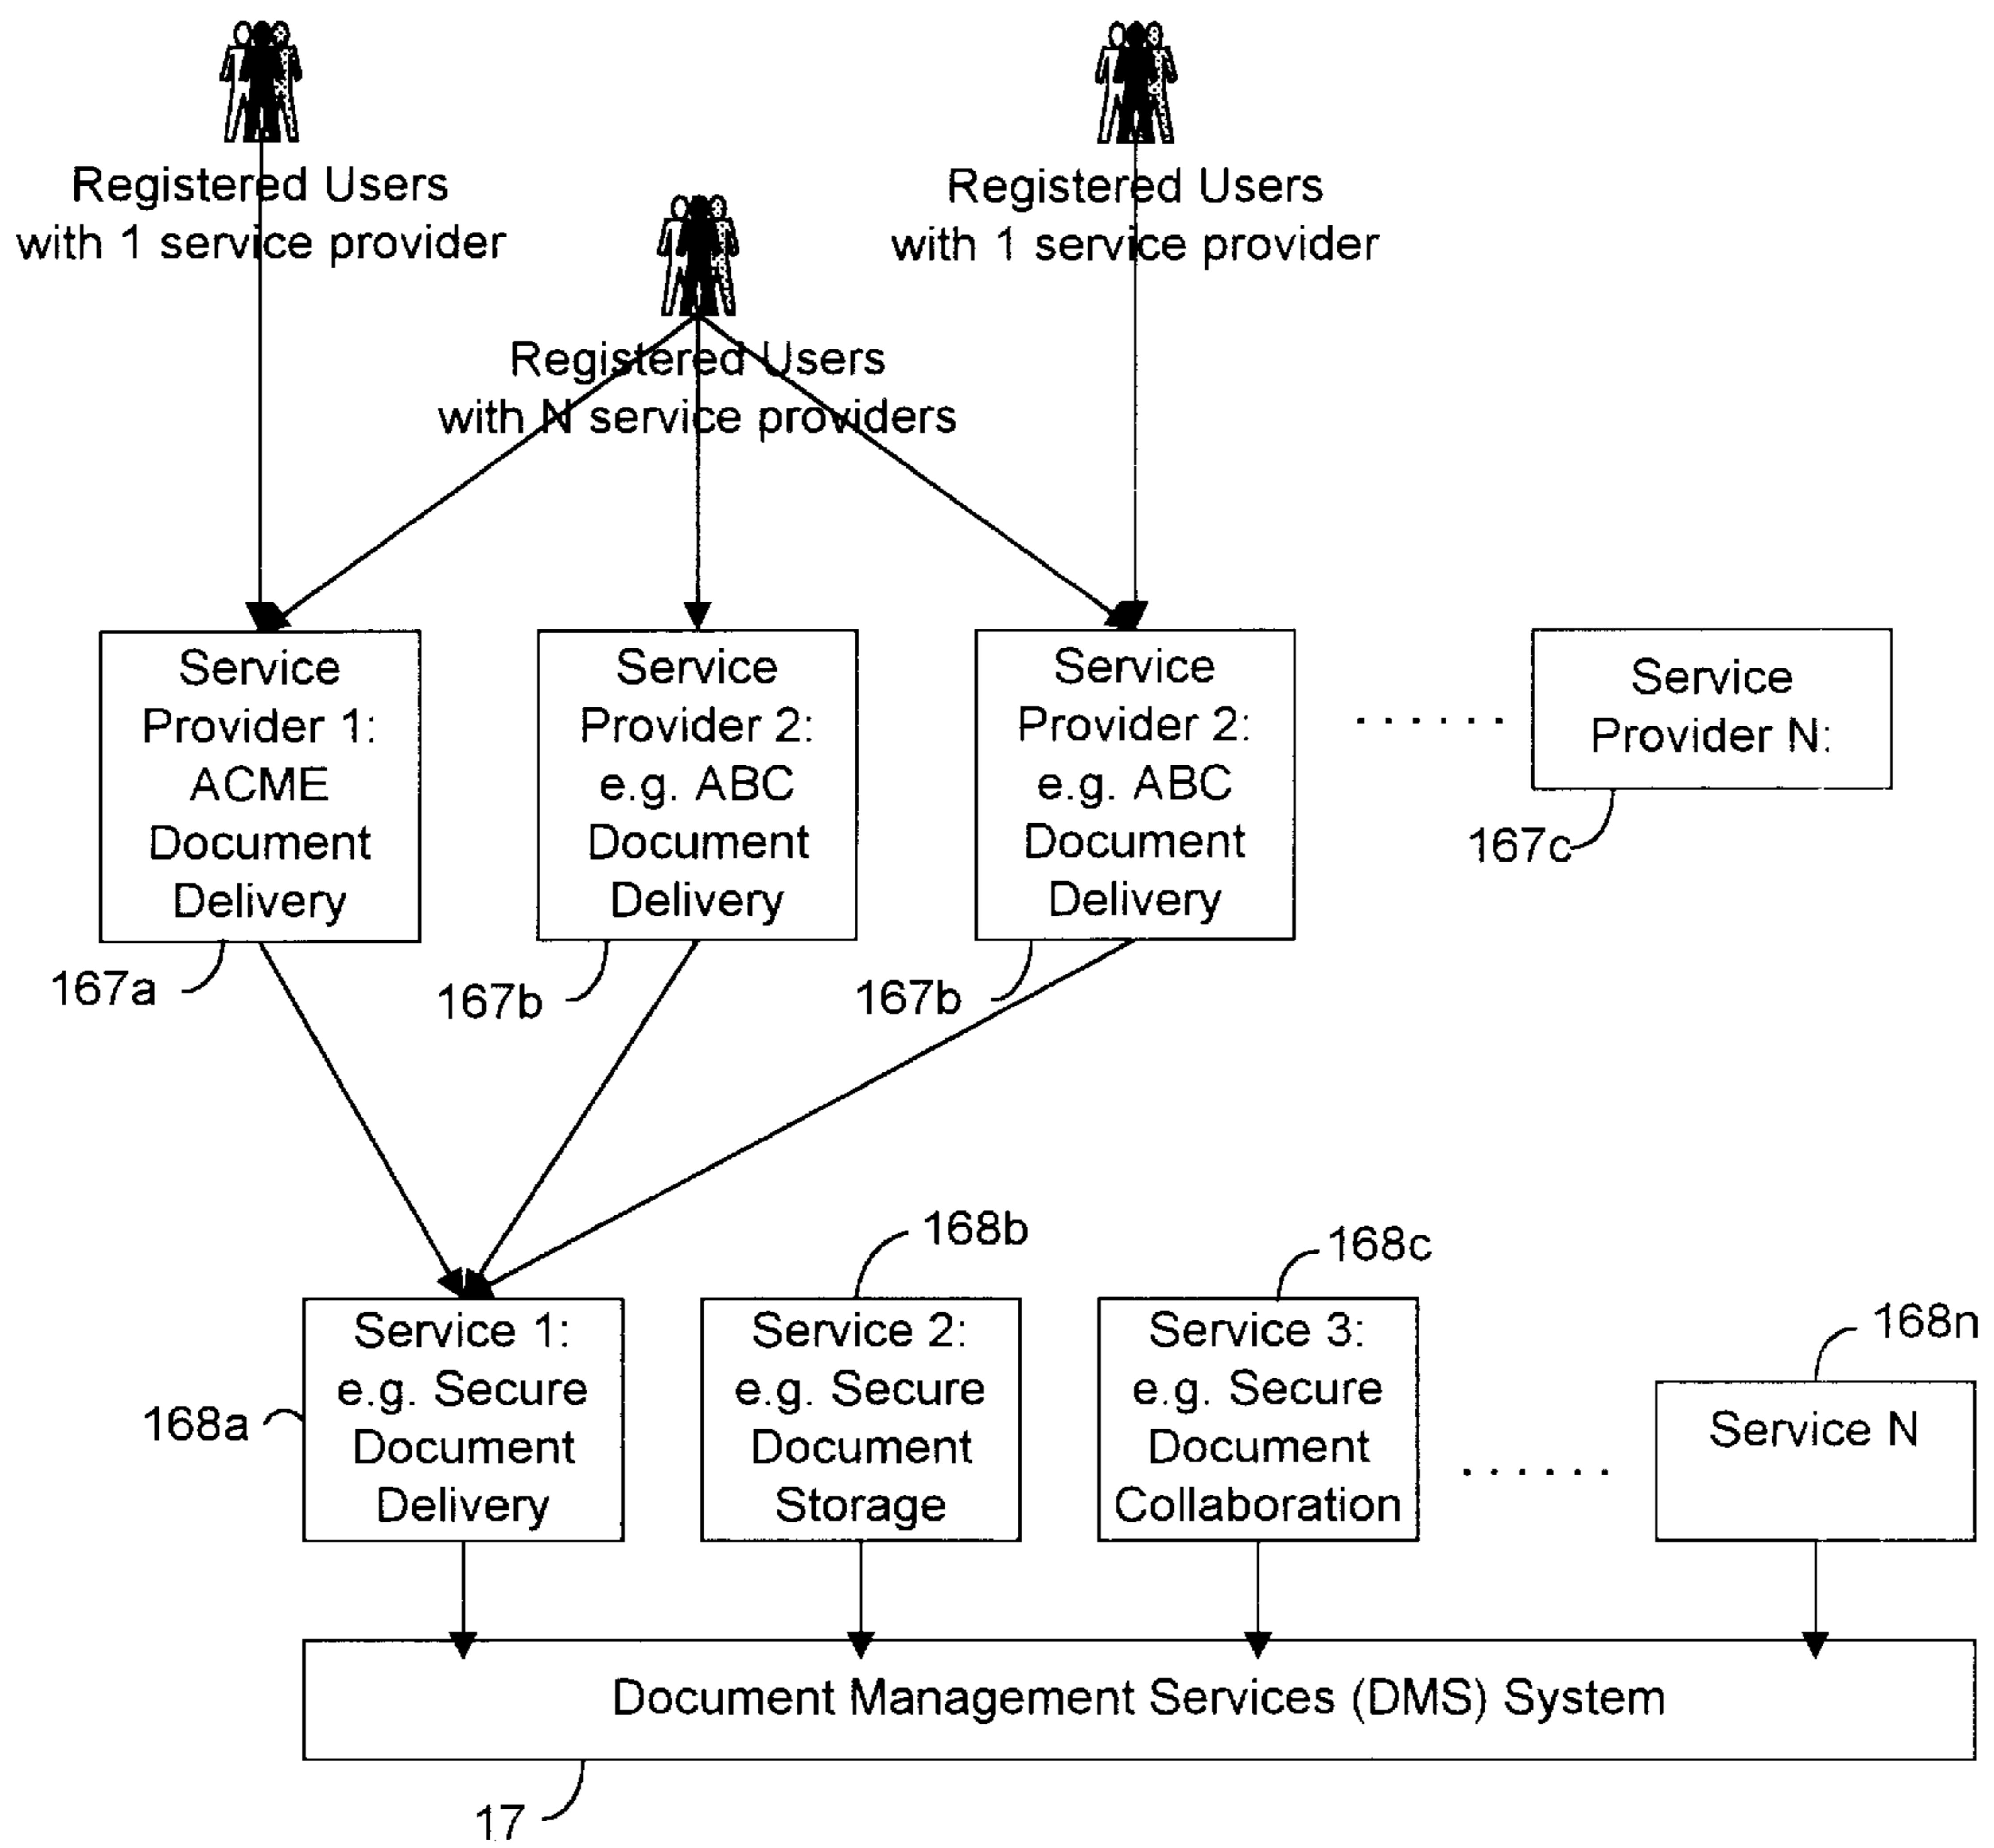 Registered Users
with 1 service provider
Registered Users
with 1 service provider
Registered Users
with N service providers
Service
Provider 1:
ACME
Document
Delivery
Service
Provider 2:
e.g. ABC
Document
Delivery
Service
Provider 2:
e.g. ABC
Document
Delivery
. . . . . .
Service
Provider N:
167a
167b
167b
167c
168b
168c
168n
168a
Service 1:
e.g. Secure
Document
Delivery
Service 2:
e.g. Secure
Document
Storage
Service 3:
e.g. Secure
Document
Collaboration
. . . . . .
Service N
Document Management Services (DMS) System
17